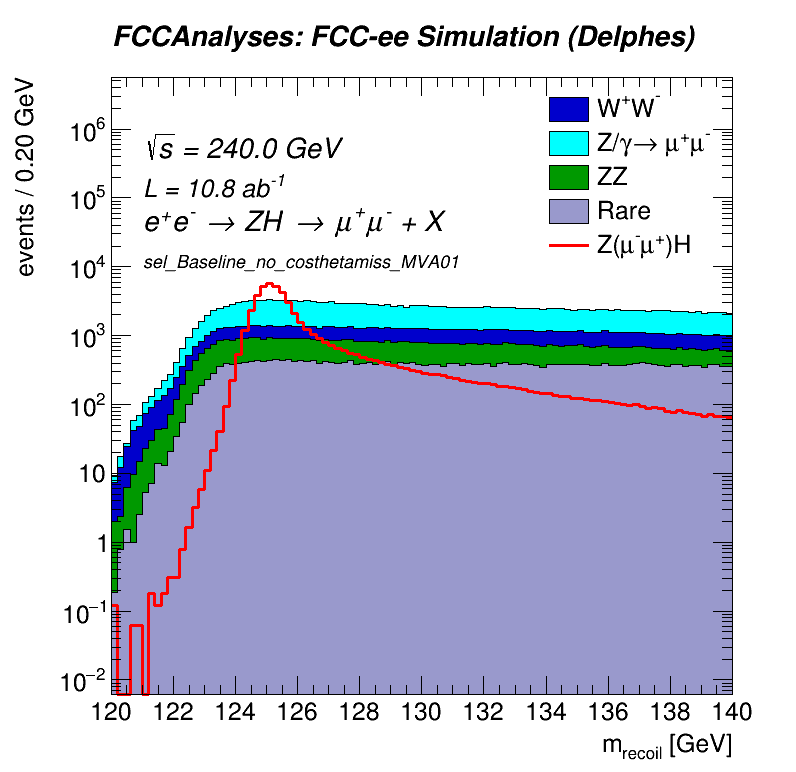 FCCAnalyses: FCC-ee Simulation (Delphes)
events / 0.20 GeV
10⁶
10⁵
10⁴
10³
10²
10
1
10⁻¹
10⁻²
√s = 240.0 GeV
L = 10.8 ab⁻¹
e⁺e⁻ → ZH → μ⁺μ⁻ + X
sel_Baseline_no_costhetamiss_MVA01
W⁺W⁻
Z/γ→ μ⁺μ⁻
ZZ
Rare
Z(μ⁻μ⁺)H
120 122 124 126 128 130 132 134 136 138 140
m_recoil [GeV]